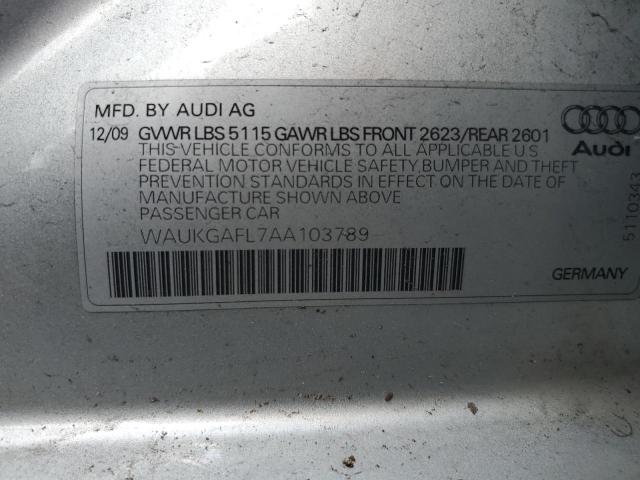 MFD. BY AUDI AG
12/09 GVWR LBS 5115 GAWR LBS FRONT 2623/REAR 2601
THIS VEHICLE CONFORMS TO ALL APPLICABLE U S
FEDERAL MOTOR VEHICLE SAFETY,BUMPER AND THEFT
PREVENTION STANDARDS IN EFFECT ON THE DATE OF
MANUFACTURE SHOWN ABOVE
PASSENGER CAR
WAUKGAFL7AA103789
Audi
5110343
GERMANY